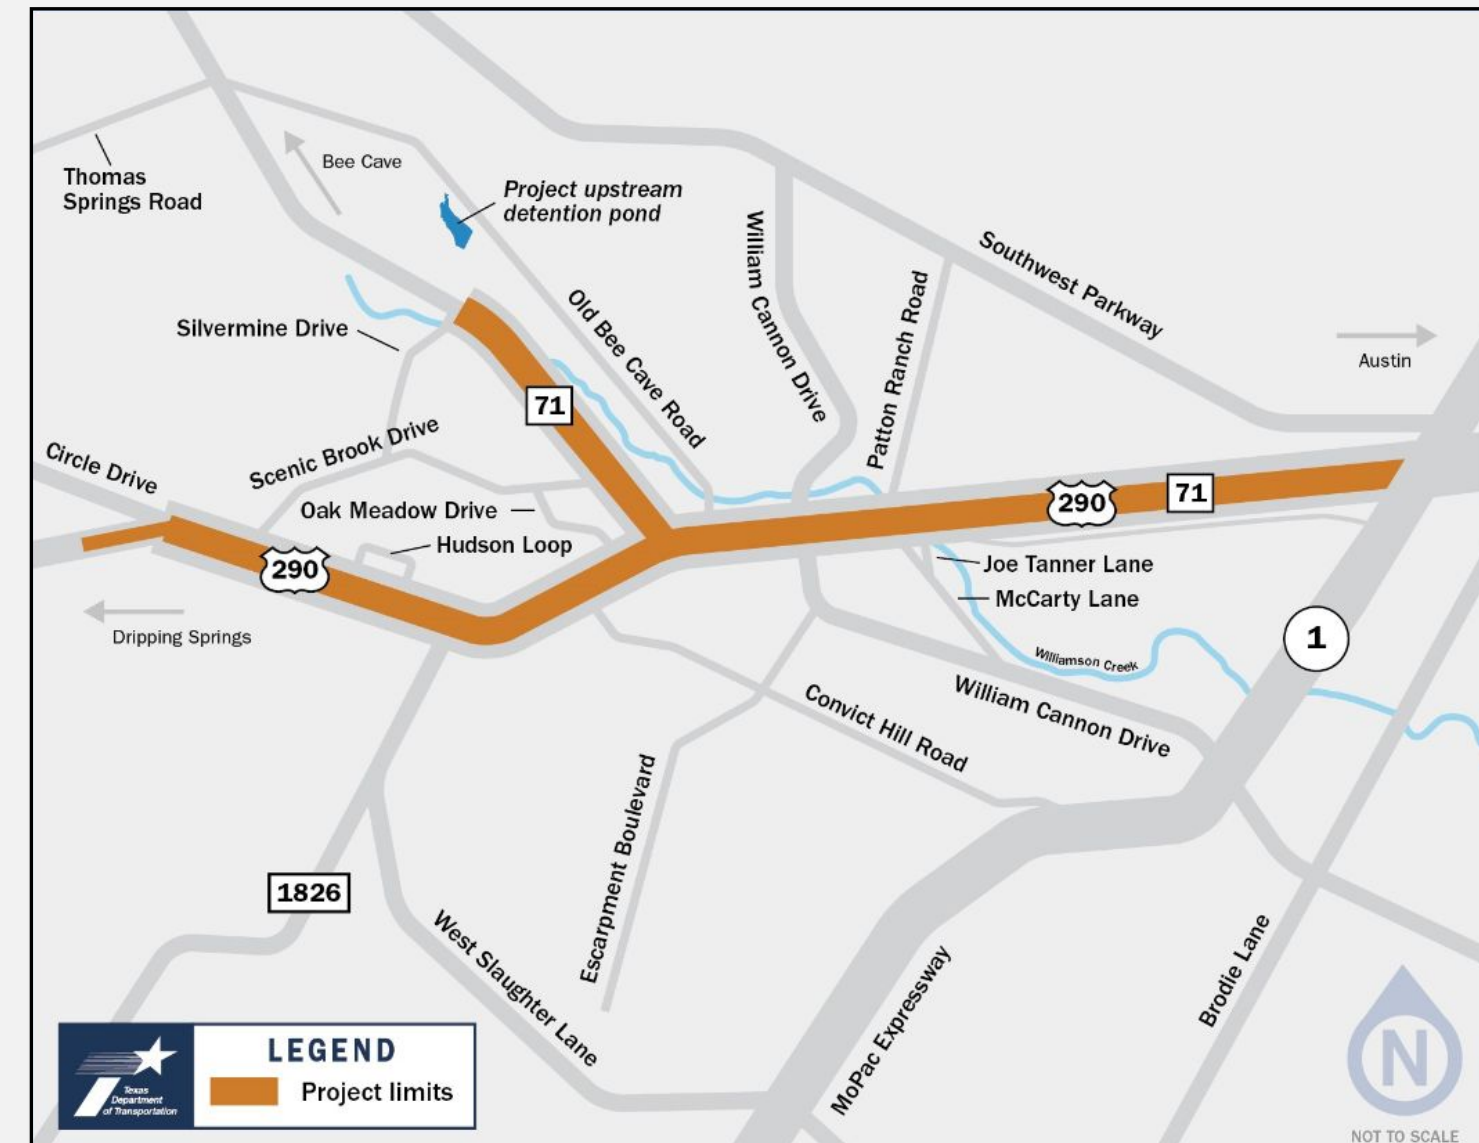 Thomas
Springs Road
Bee Cave
Project upstream
detention pond
William Cannon Drive
Southwest Parkway
Patton Ranch Road
Old Bee Cave Road
Silvermine Drive
Austin
71
Circle Drive
Scenic Brook Drive
Oak Meadow Drive
Hudson Loop
290
71
290
Joe Tanner Lane
McCarty Lane
Dripping Springs
1
Williamson Creek
William Cannon Drive
Convict Hill Road
Escarpment Boulevard
1826
West Slaughter Lane
MoPac Expressway
Brodie Lane
LEGEND
Project limits
Texas
Department
of Transportation
N
NOT TO SCALE